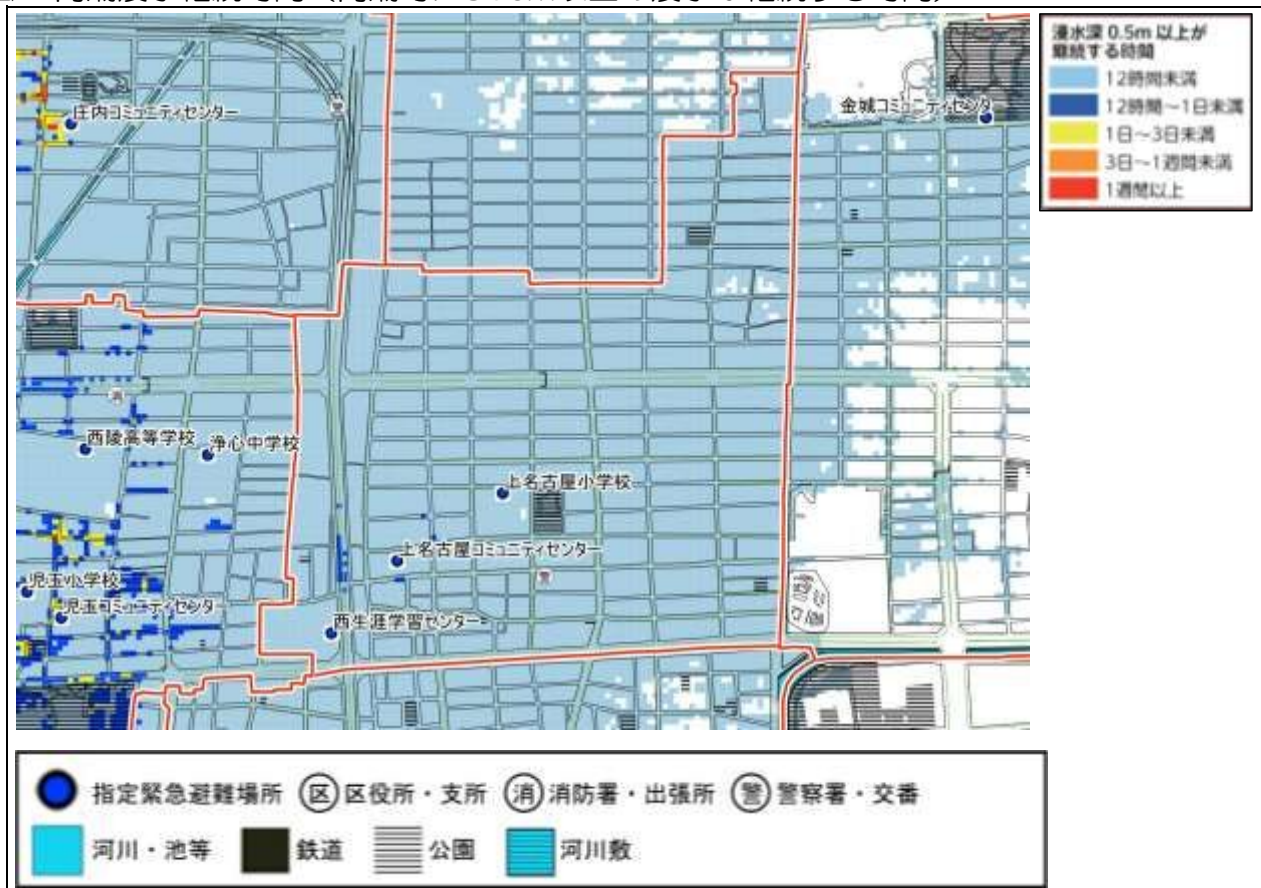 浸水深 0.5m 以上が
継続する時間
12時間未満
12時間～1日未満
1日～3日未満
3日～1週間未満
1週間以上
庄内コミュニティセンター
警
金城コミュニティセンタ
消
西陵高等学校
浄心中学校
上名古屋小学校
上名古屋コミュニティセンター
警
児玉小学校
児玉コミュニティセンタ
西生涯学習センター
指定緊急避難場所 区 区役所・支所 消 消防署・出張所 警 警察署・交番
河川・池等 鉄道 公園 河川敷